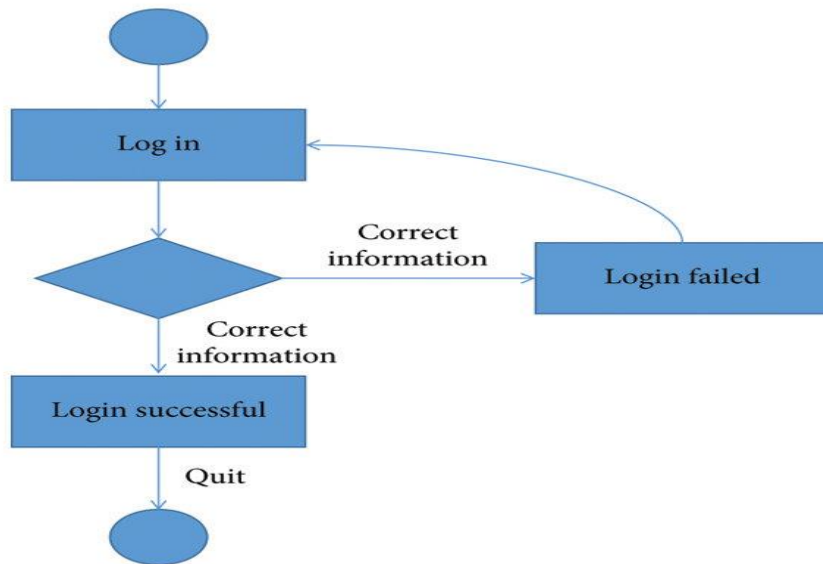 Log in
Correct
information
Login failed
Correct
information
Login successful
Quit